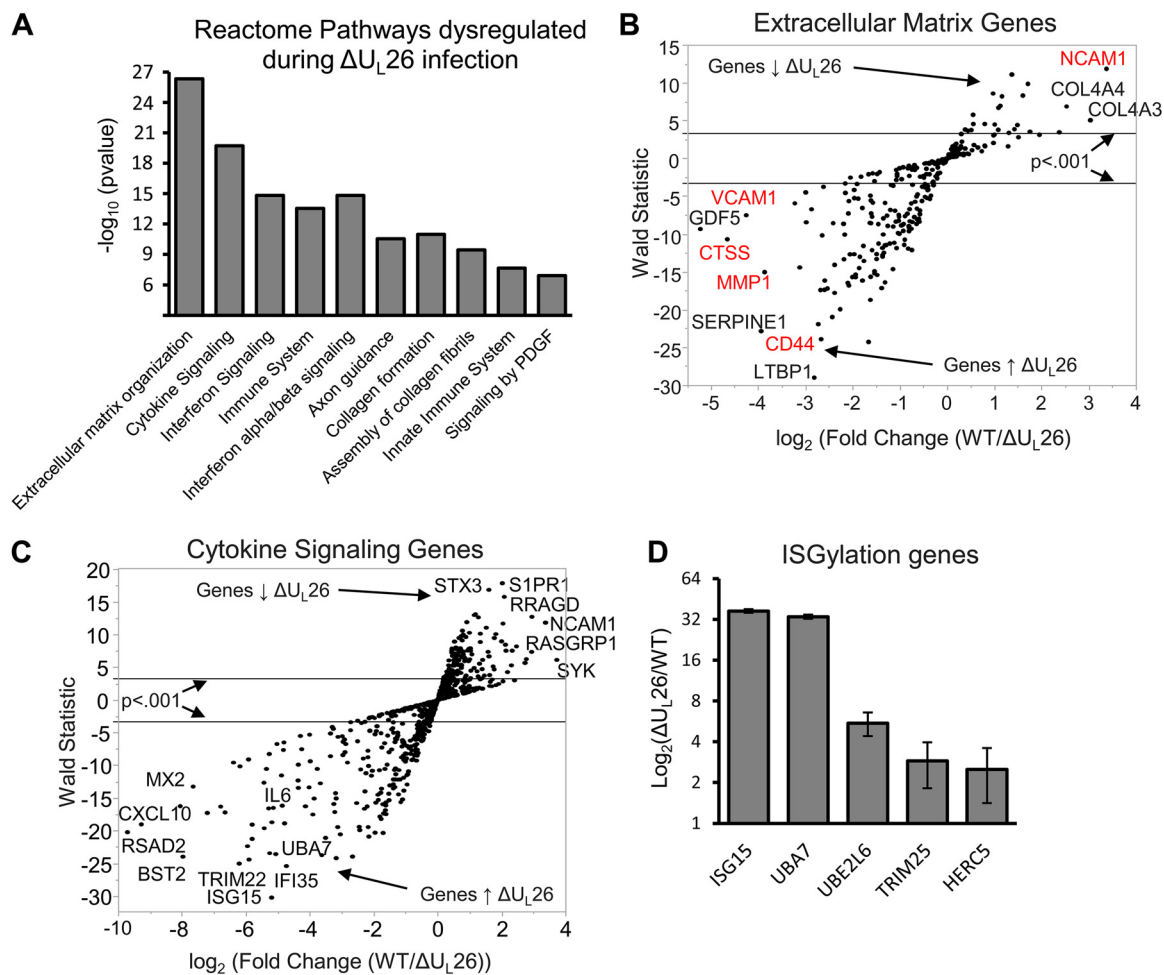 A
Reactome Pathways dysregulated
during ΔUL26 infection
-log10 (pvalue)
27
24
21
18
15
12
9
6
Extracellular matrix organization
Cytokine Signaling
Interferon Signaling
Immune System
Interferon alpha/beta signaling
Axon guidance
Collagen formation
Assembly of collagen fibrils
Innate Immune System
Signaling by PDGF
B
Extracellular Matrix Genes
Wald Statistic
15
10
5
0
-5
-10
-15
-20
-25
-30
Genes ↓ ΔUL26
NCAM1
COL4A4
COL4A3
p<.001
VCAM1
GDF5
CTSS
MMP1
SERPINE1
CD44
LTBP1
Genes ↑ ΔUL26
-5 -4 -3 -2 -1 0 1 2 3 4
log2 (Fold Change (WT/ΔUL26)
C
Cytokine Signaling Genes
Wald Statistic
20
15
10
5
0
-5
-10
-15
-20
-25
-30
Genes ↓ ΔUL26
STX3
S1PR1
RRAGD
NCAM1
RASGRP1
SYK
p<.001
MX2
IL6
CXCL10
RSAD2
UBA7
BST2
TRIM22
IFI35
ISG15
Genes ↑ ΔUL26
-10 -8 -6 -4 -2 0 2 4
log2 (Fold Change (WT/ΔUL26))
D
ISGylation genes
Log2(ΔUL26/WT)
64
32
16
8
4
2
1
ISG15
UBA7
UBE2L6
TRIM25
HERC5